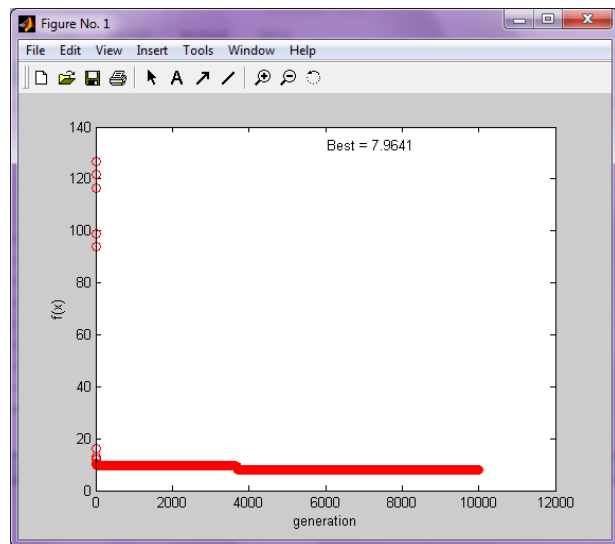 Figure No. 1
File Edit View Insert Tools Window Help
A
Best = 7.9641
140
120
100
80
60
40
20
0
f(x)
0 2000 4000 6000 8000 10000 12000
generation